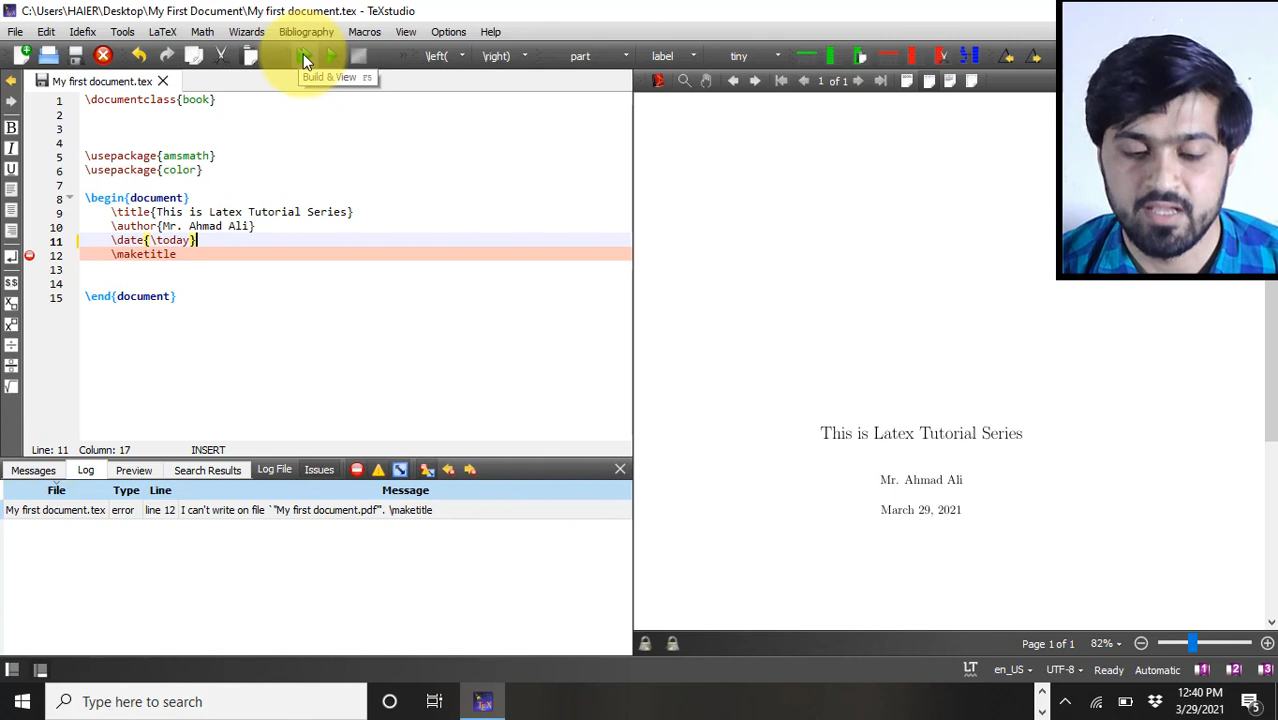 C:\Users\HAIER\Desktop\My First Document\My first document.tex - TeXstudio
File Edit Idefix Tools LaTeX Math Wizards Bibliography Macros View Options Help
\left( \right) part label tiny
Build & View F5
My first document.tex
1 of 1
1 \documentclass{book}
2
3
4
5 \usepackage{amsmath}
6 \usepackage{color}
7
8 \begin{document}
9 \title{This is Latex Tutorial Series}
10 \author{Mr. Ahmad Ali}
11 \date{\today}
12 \maketitle
13
14
15 \end{document}
B
I
U
$$
This is Latex Tutorial Series
Mr. Ahmad Ali
March 29, 2021
Line: 11 Column: 17 INSERT
Messages Log Preview Search Results Log File Issues
File Type Line Message
My first document.tex error line 12 I can't write on file `"My first document.pdf"'. \maketitle
Page 1 of 1 82%
LT en_US UTF-8 Ready Automatic 1 2 3
Type here to search
TEX
12:40 PM
3/29/2021
5